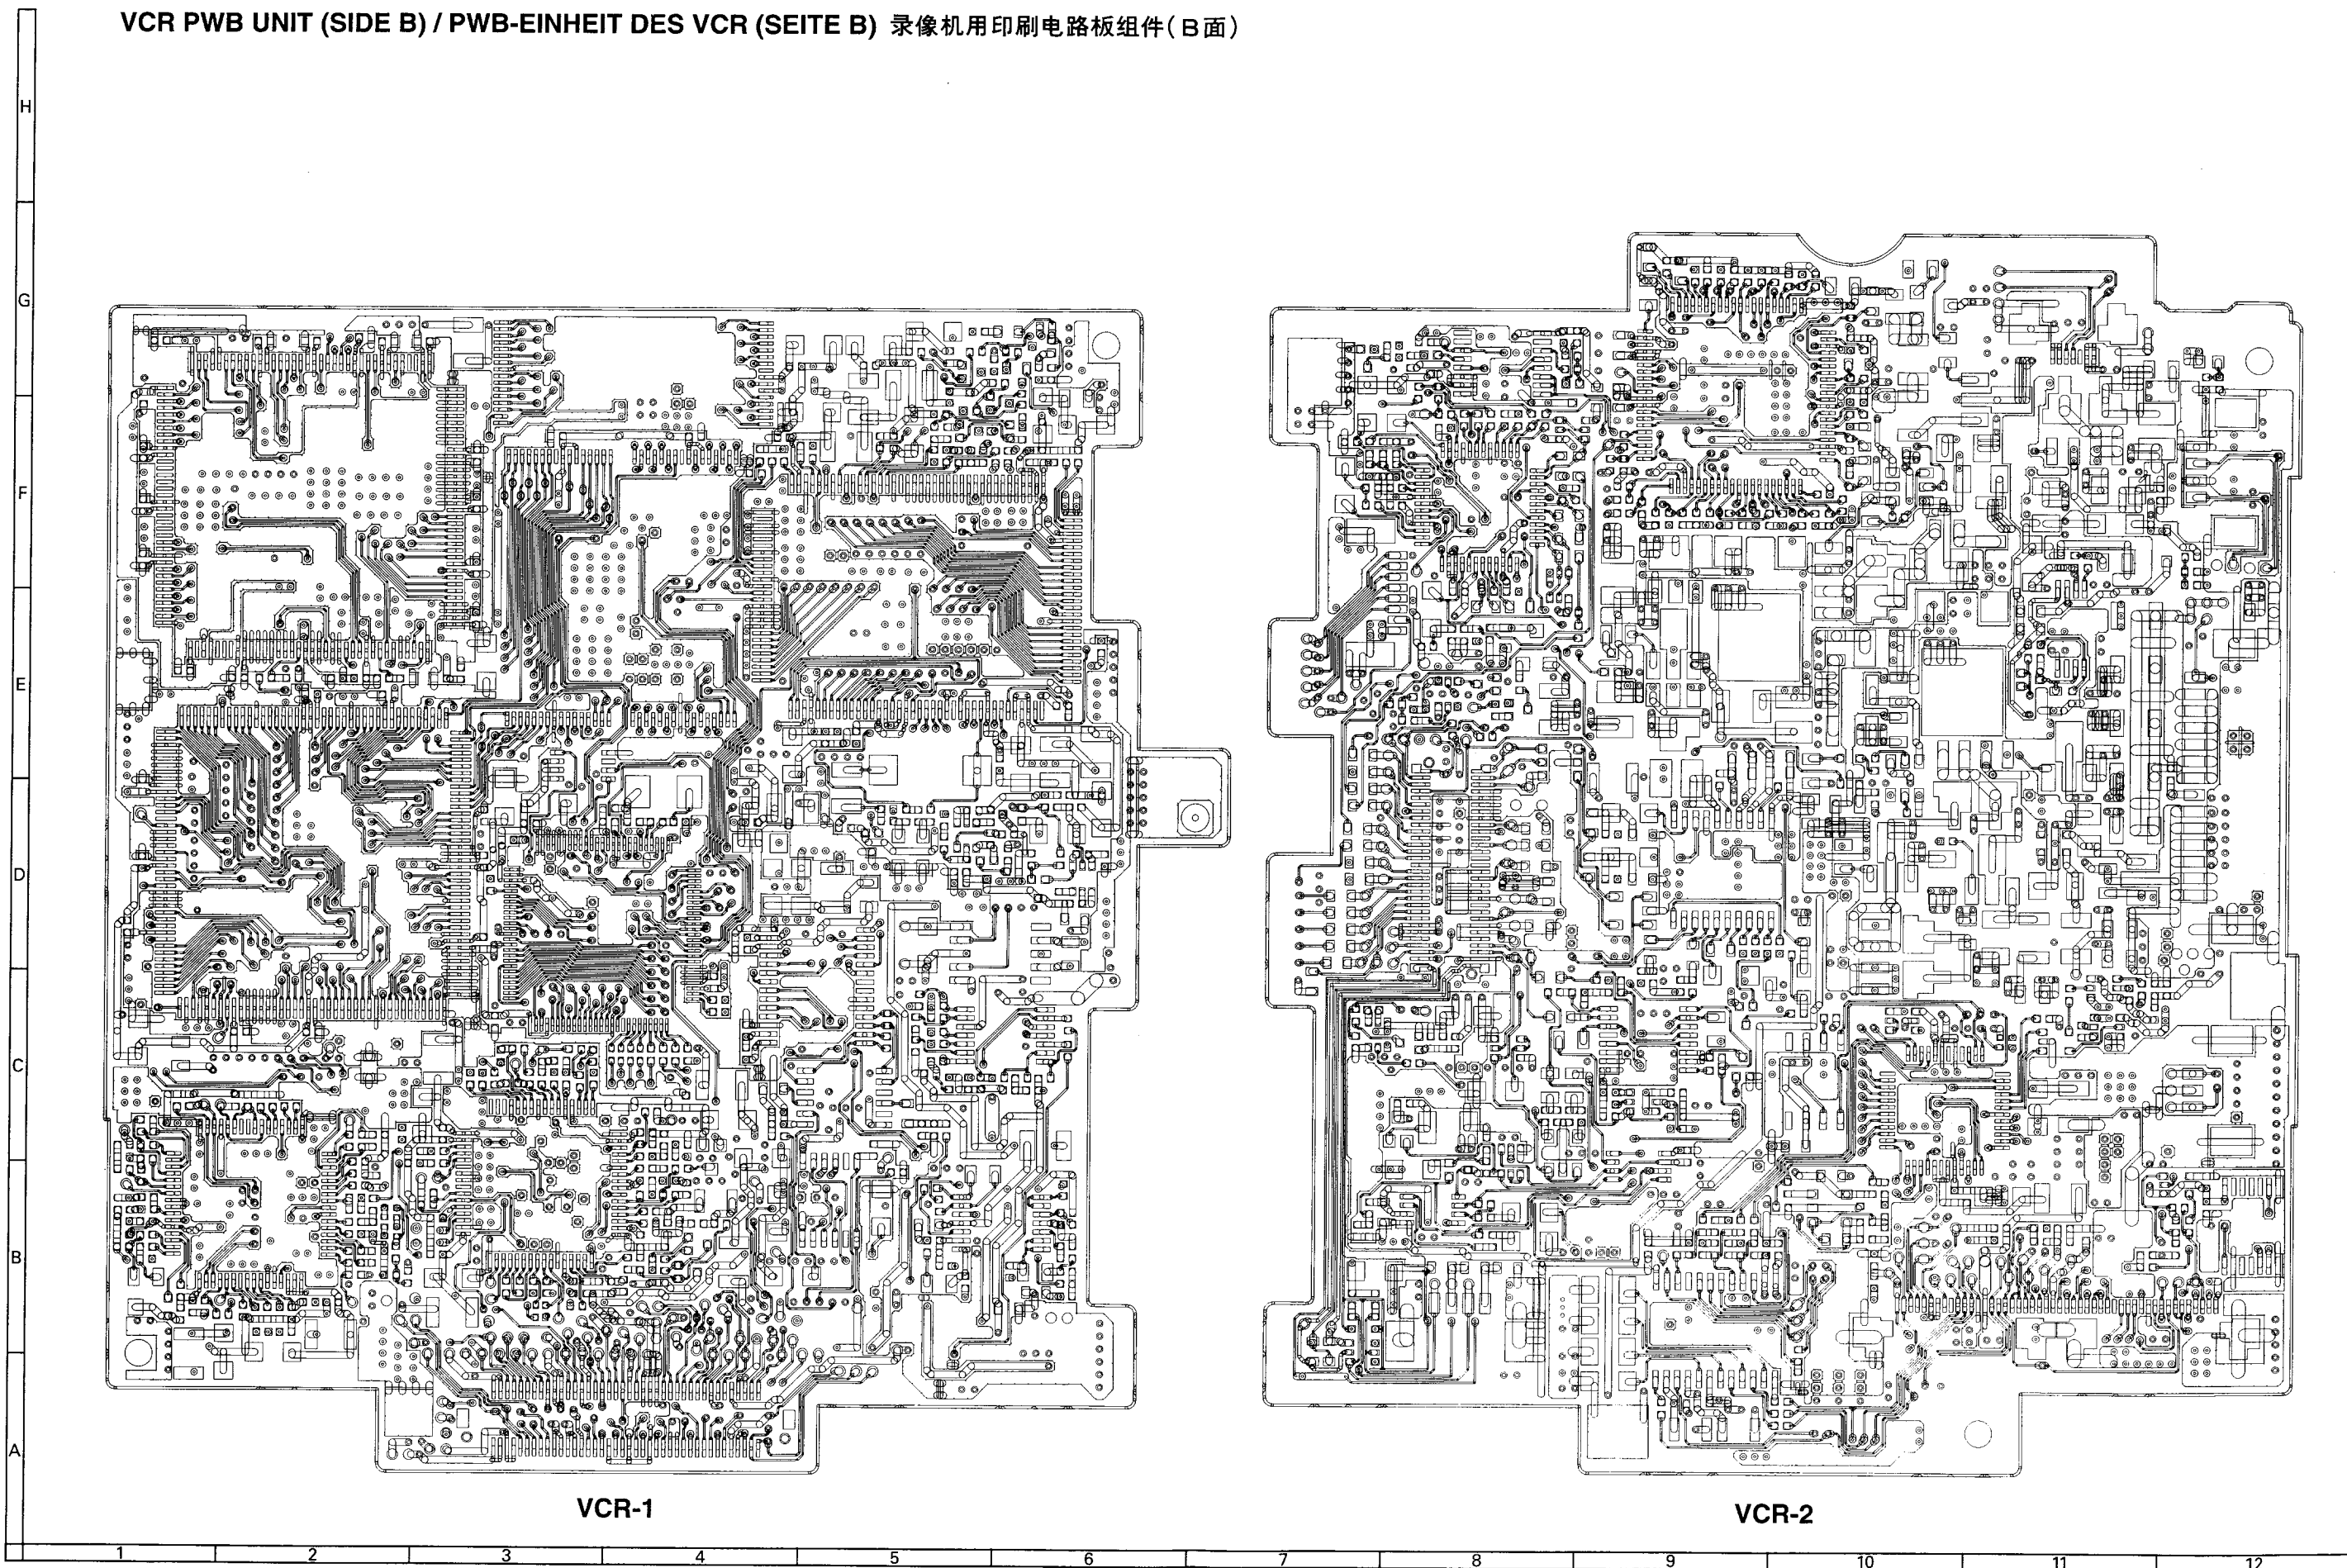 VCR PWB UNIT (SIDE B) / PWB-EINHEIT DES VCR (SEITE B) 录像机用印刷电路板组件(B面)
H
G
F
E
D
C
B
A
VCR-1
VCR-2
1 2 3 4 5 6 7 8 9 10 11 12